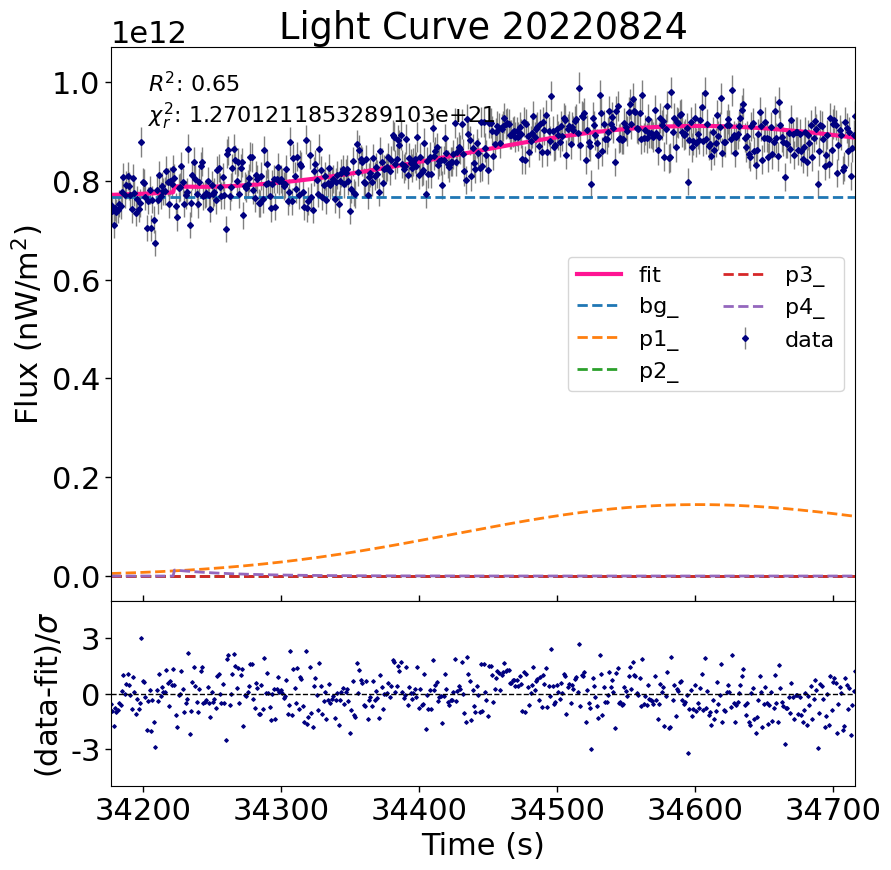 Light Curve 20220824
1e12
R²: 0.65
χ²ᵣ: 1.2701211853289103e+21
1.0
0.8
0.6
0.4
0.2
0.0
Flux (nW/m²)
fit
bg_
p1_
p2_
p3_
p4_
data
3
0
-3
(data-fit)/σ
34200 34300 34400 34500 34600 34700
Time (s)